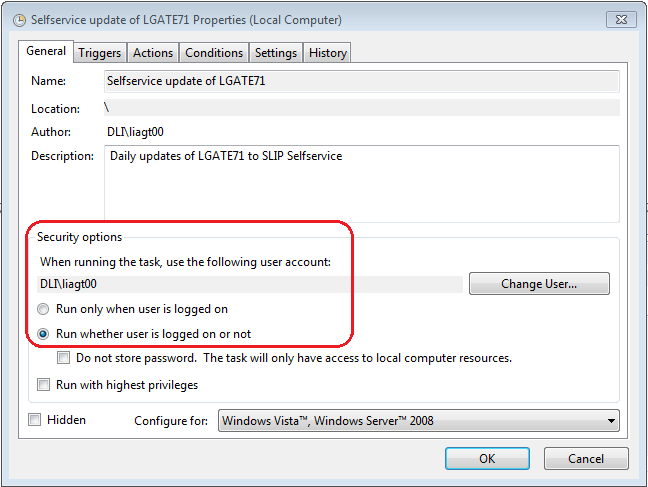 Selfservice update of LGATE71 Properties (Local Computer)
General Triggers Actions Conditions Settings History
Name: Selfservice update of LGATE71
Location: \
Author: DLI\liagt00
Description: Daily updates of LGATE71 to SLIP Selfservice
Security options
When running the task, use the following user account:
DLI\liagt00 Change User...
Run only when user is logged on
Run whether user is logged on or not
Do not store password. The task will only have access to local computer resources.
Run with highest privileges
Hidden Configure for: Windows Vista™, Windows Server™ 2008
OK Cancel